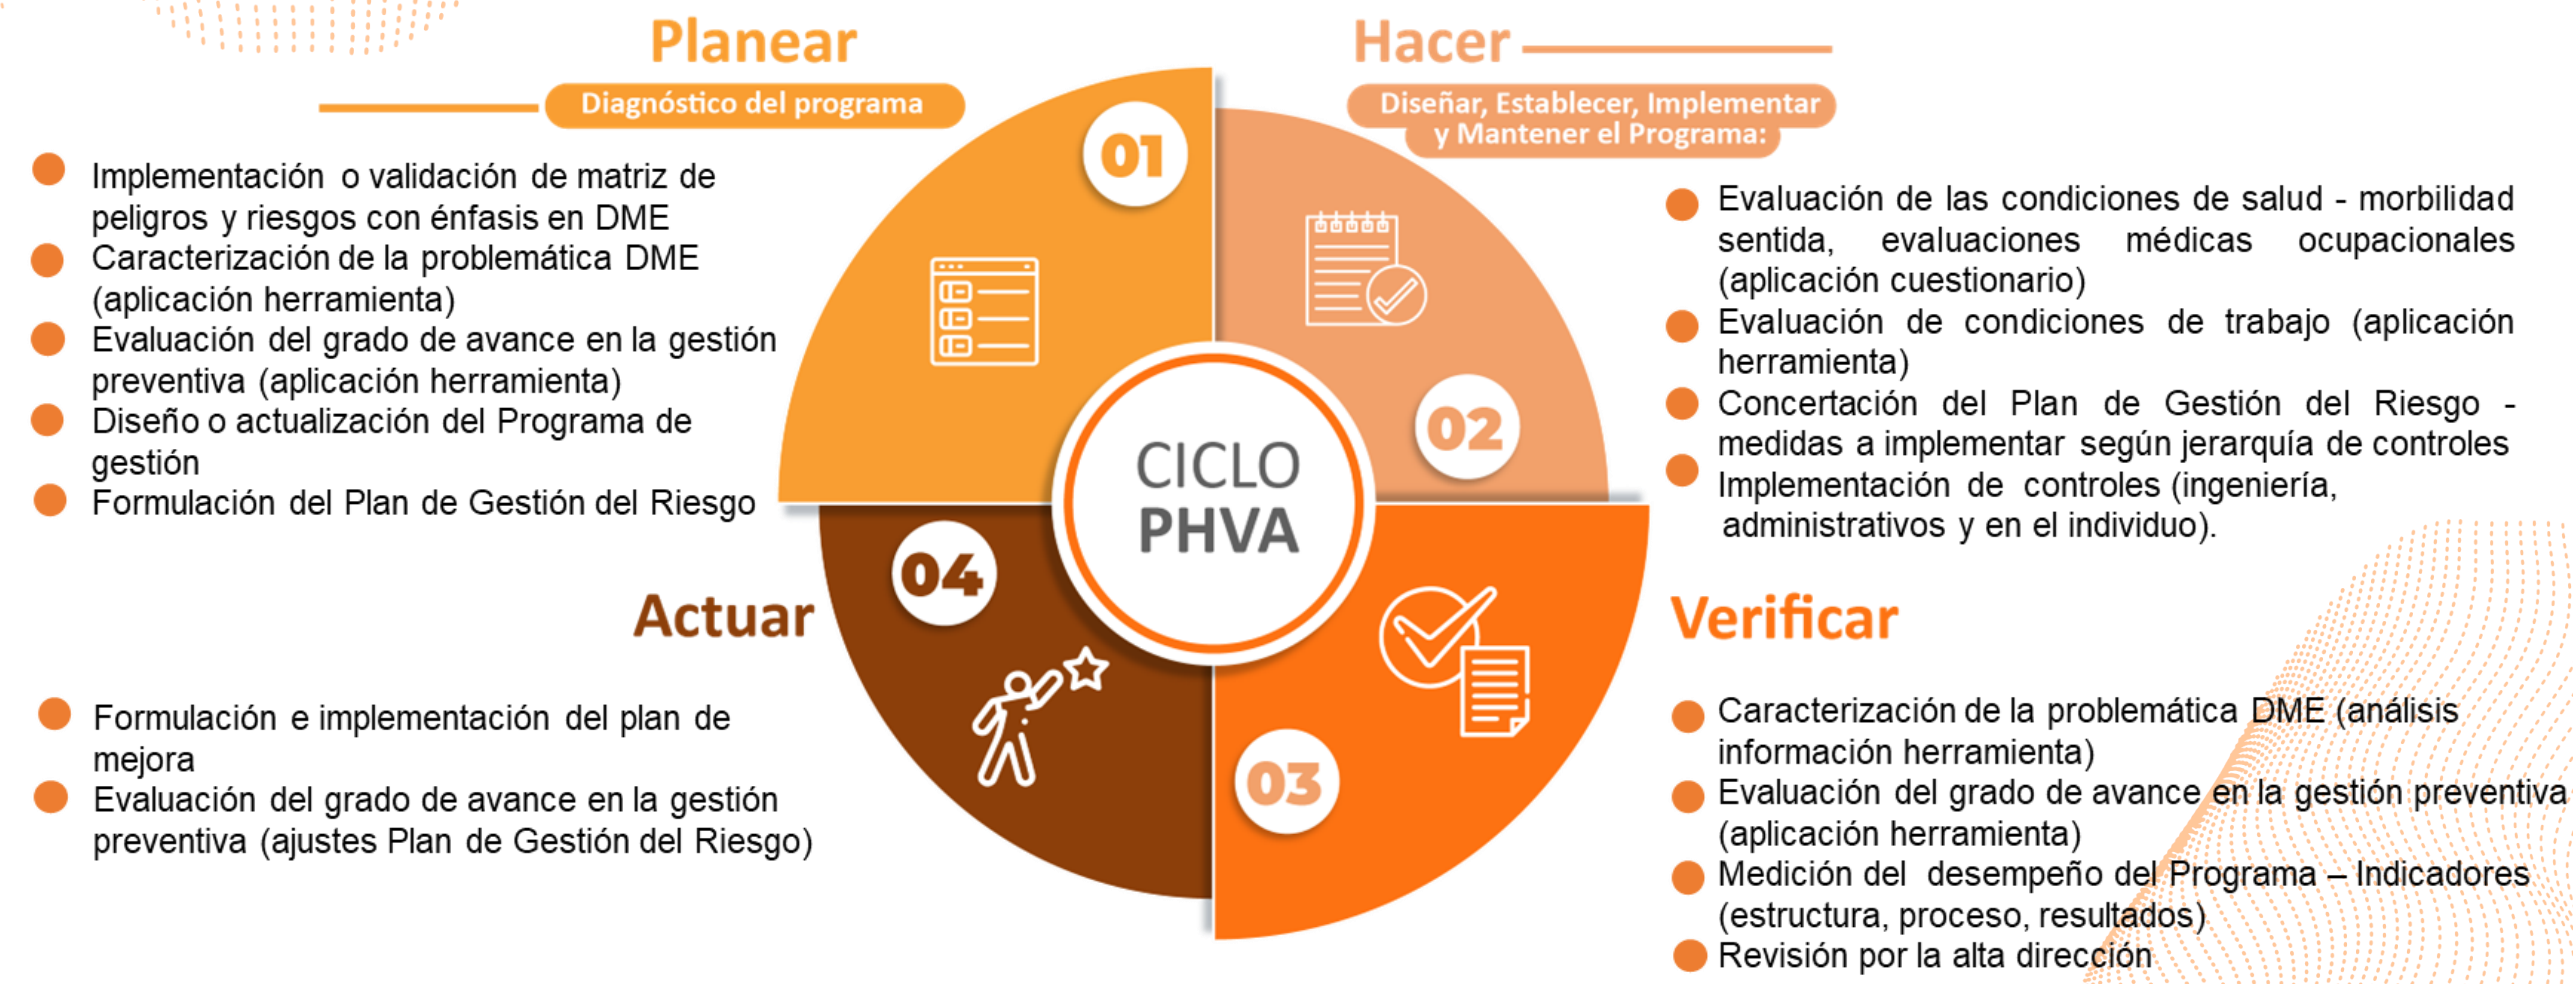 Planear
Diagnóstico del programa
01
Implementación o validación de matriz de
peligros y riesgos con énfasis en DME
Caracterización de la problemática DME
(aplicación herramienta)
Evaluación del grado de avance en la gestión
preventiva (aplicación herramienta)
Diseño o actualización del Programa de
gestión
Formulación del Plan de Gestión del Riesgo
Hacer
Diseñar, Establecer, Implementar
y Mantener el Programa:
02
Evaluación de las condiciones de salud - morbilidad
sentida, evaluaciones médicas ocupacionales
(aplicación cuestionario)
Evaluación de condiciones de trabajo (aplicación
herramienta)
Concertación del Plan de Gestión del Riesgo -
medidas a implementar según jerarquía de controles
Implementación de controles (ingeniería,
administrativos y en el individuo).
CICLO
PHVA
Verificar
03
Caracterización de la problemática DME (análisis
información herramienta)
Evaluación del grado de avance en la gestión preventiva
(aplicación herramienta)
Medición del desempeño del Programa – Indicadores
(estructura, proceso, resultados)
Revisión por la alta dirección
Actuar
04
Formulación e implementación del plan de
mejora
Evaluación del grado de avance en la gestión
preventiva (ajustes Plan de Gestión del Riesgo)